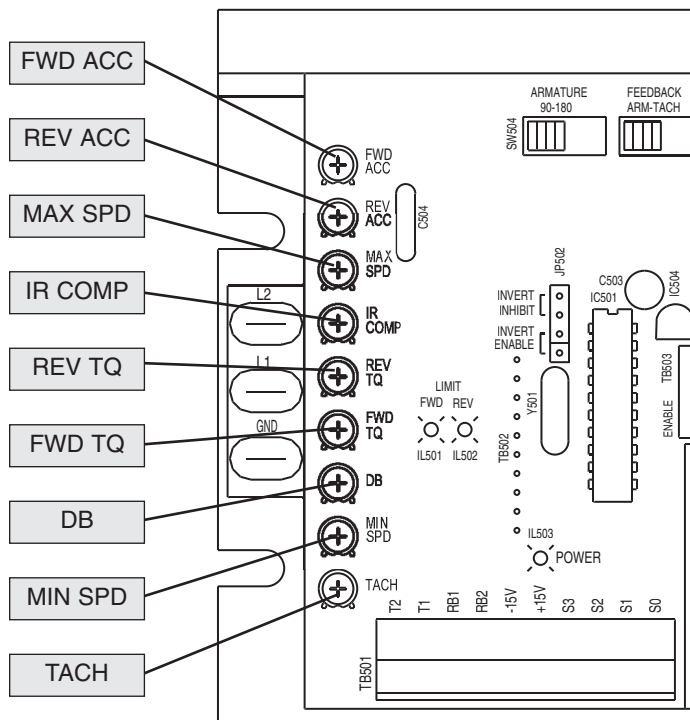 FWD ACC
REV ACC
MAX SPD
IR COMP
REV TQ
FWD TQ
DB
MIN SPD
TACH
L2
L1
GND
FWD
ACC
REV
ACC
MAX
SPD
IR
COMP
REV
TQ
FWD
TQ
DB
MIN
SPD
TACH
C504
SW504
ARMATURE
90-180
FEEDBACK
ARM-TACH
JP502
INVERT
INHIBIT
INVERT
ENABLE
C503
IC501
IC504
TB503
ENABLE
Y501
LIMIT
FWD REV
IL501 IL502
TB502
IL503
POWER
T2
T1
RB1
RB2
-15V
+15V
S3
S2
S1
S0
TB501